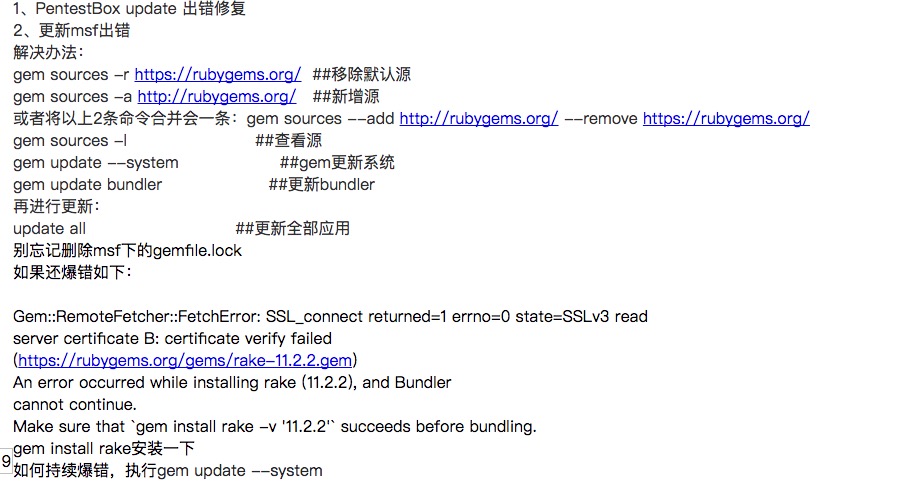 1、PentestBox update 出错修复
2、更新msf出错
解决办法：
gem sources –r https://rubygems.org/ ##移除默认源
gem sources –a http://rubygems.org/ ##新增源
或者将以上2条命令合并会一条：gem sources ––add http://rubygems.org/ ––remove https://rubygems.org/
gem sources –l ##查看源
gem update ––system ##gem更新系统
gem update bundler ##更新bundler
再进行更新：
update all ##更新全部应用
别忘记删除msf下的gemfile.lock
如果还爆错如下：
Gem::RemoteFetcher::FetchError: SSL_connect returned=1 errno=0 state=SSLv3 read
server certificate B: certificate verify failed
(https://rubygems.org/gems/rake–11.2.2.gem)
An error occurred while installing rake (11.2.2), and Bundler
cannot continue.
Make sure that `gem install rake –v '11.2.2'` succeeds before bundling.
gem install rake安装一下
9
如何持续爆错，执行gem update ––system